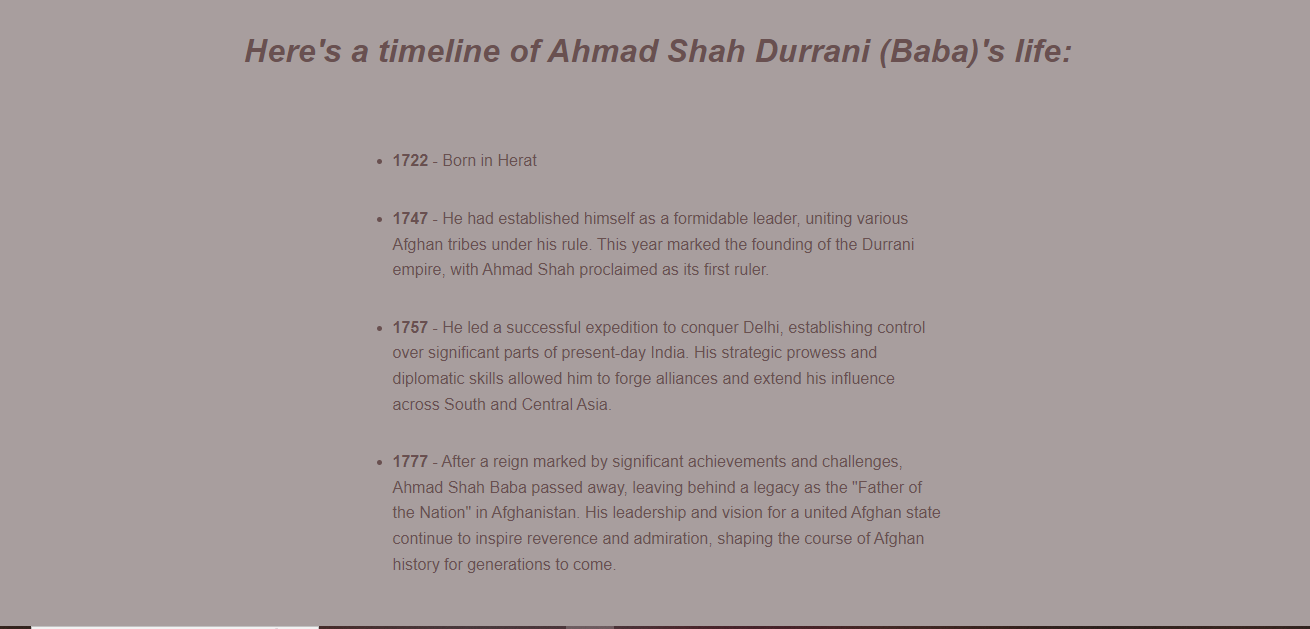 Here's a timeline of Ahmad Shah Durrani (Baba)'s life:
• 1722 - Born in Herat
• 1747 - He had established himself as a formidable leader, uniting various
Afghan tribes under his rule. This year marked the founding of the Durrani
empire, with Ahmad Shah proclaimed as its first ruler.
• 1757 - He led a successful expedition to conquer Delhi, establishing control
over significant parts of present-day India. His strategic prowess and
diplomatic skills allowed him to forge alliances and extend his influence
across South and Central Asia.
• 1777 - After a reign marked by significant achievements and challenges,
Ahmad Shah Baba passed away, leaving behind a legacy as the "Father of
the Nation" in Afghanistan. His leadership and vision for a united Afghan state
continue to inspire reverence and admiration, shaping the course of Afghan
history for generations to come.